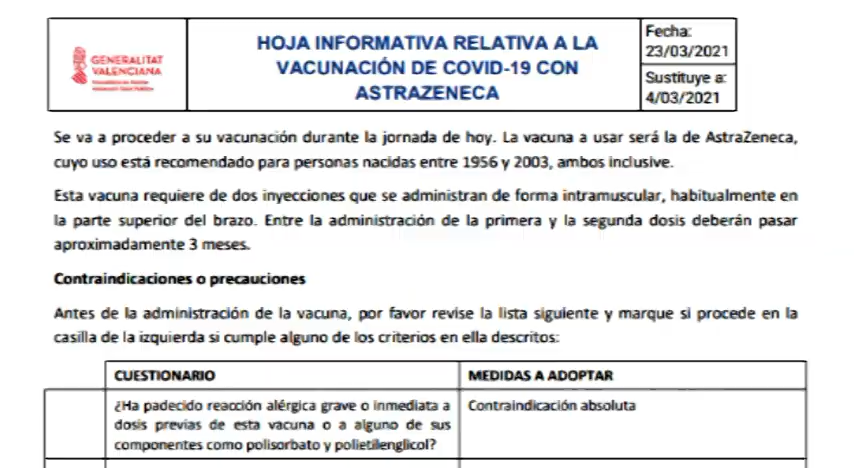 GENERALITAT
VALENCIANA
HOJA INFORMATIVA RELATIVA A LA
VACUNACIÓN DE COVID-19 CON
ASTRAZENECA
Fecha:
23/03/2021
Sustituye a:
4/03/2021
Se va a proceder a su vacunación durante la jornada de hoy. La vacuna a usar será la de AstraZeneca,
cuyo uso está recomendado para personas nacidas entre 1956 y 2003, ambos inclusive.
Esta vacuna requiere de dos inyecciones que se administran de forma intramuscular, habitualmente en
la parte superior del brazo. Entre la administración de la primera y la segunda dosis deberán pasar
aproximadamente 3 meses.
Contraindicaciones o precauciones
Antes de la administración de la vacuna, por favor revise la lista siguiente y marque si procede en la
casilla de la izquierda si cumple alguno de los criterios en ella descritos:
CUESTIONARIO
MEDIDAS A ADOPTAR
¿Ha padecido reacción alérgica grave o inmediata a
dosis previas de esta vacuna o a alguno de sus
componentes como polisorbato y polietilenglicol?
Contraindicación absoluta